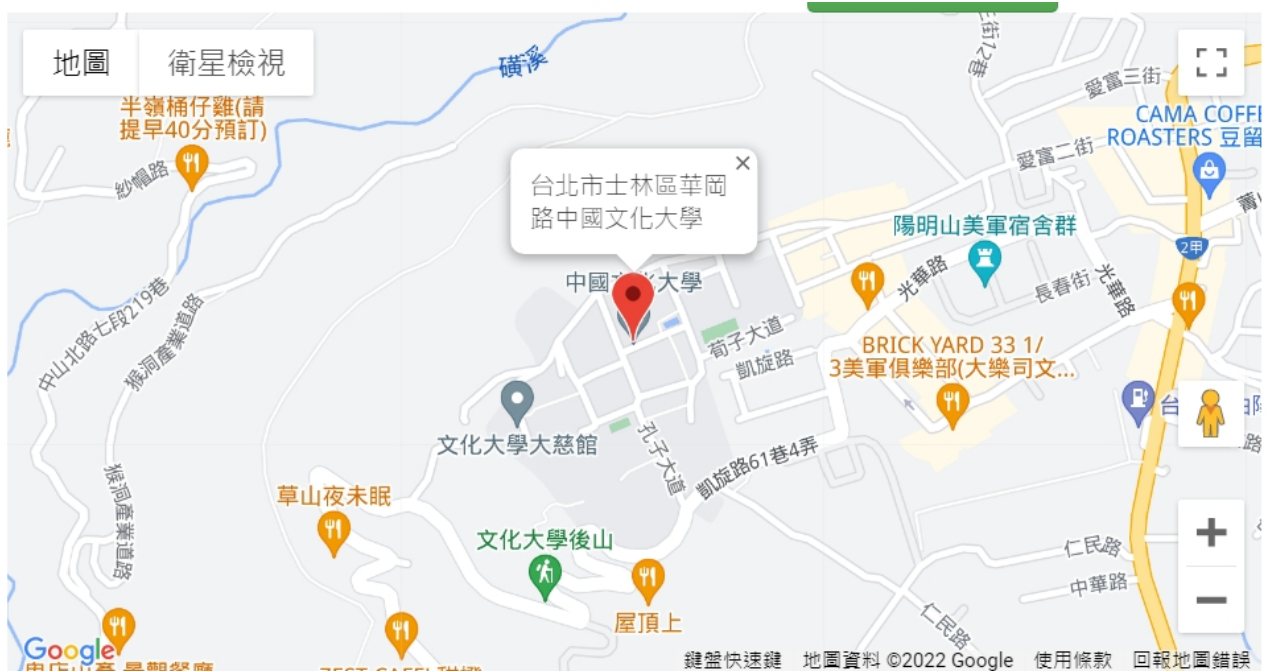 地圖
衛星檢視
磺溪
半嶺桶仔雞(請
提早40分預訂)
紗帽路
愛富三街
CAMA COFFE
ROASTERS 豆留
愛富二街
台北市士林區華岡
路中國文化大學
陽明山美軍宿舍群
2甲
中國文化大學
光華路
長春街
光華路
中山北路七段219巷
猴洞產業道路
荀子大道
凱旋路
BRICK YARD 33 1/
3美軍俱樂部(大樂司文...
台
文化大學大慈館
孔子大道
凱旋路61巷4弄
路
猴洞產業道路
草山夜未眠
文化大學後山
仁民路
中華路
屋頂上
仁民路
Google
鍵盤快速鍵
地圖資料 ©2022 Google
使用條款
回報地圖錯誤